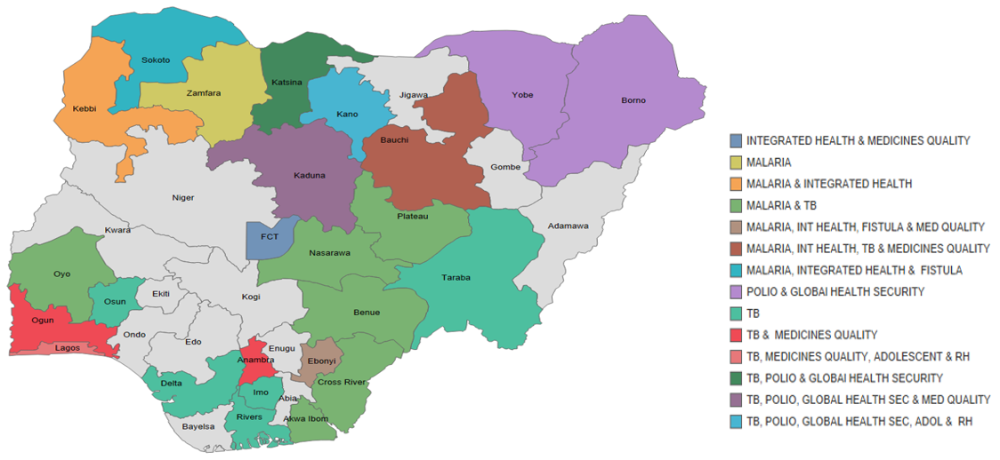 Sokoto
Katsina
Zamfara
Jigawa
Yobe
Borno
Kebbi
Kano
Bauchi
Gombe
Kaduna
Niger
Plateau
Adamawa
Kwara
FCT
Nasarawa
Oyo
Taraba
Osun
Ekiti
Kogi
Benue
Ogun
Ondo
Edo
Lagos
Enugu
Anambra
Ebonyi
Delta
Imo
Abia
Cross River
Rivers
Akwa Ibom
Bayelsa
INTEGRATED HEALTH & MEDICINES QUALITY
MALARIA
MALARIA & INTEGRATED HEALTH
MALARIA & TB
MALARIA, INT HEALTH, FISTULA & MED QUALITY
MALARIA, INT HEALTH, TB & MEDICINES QUALITY
MALARIA, INTEGRATED HEALTH & FISTULA
POLIO & GLOBAl HEALTH SECURITY
TB
TB & MEDICINES QUALITY
TB, MEDICINES QUALITY, ADOLESCENT & RH
TB, POLIO & GLOBAl HEALTH SECURITY
TB, POLIO, GLOBAL HEALTH SEC & MED QUALITY
TB, POLIO, GLOBAL HEALTH SEC, ADOL & RH